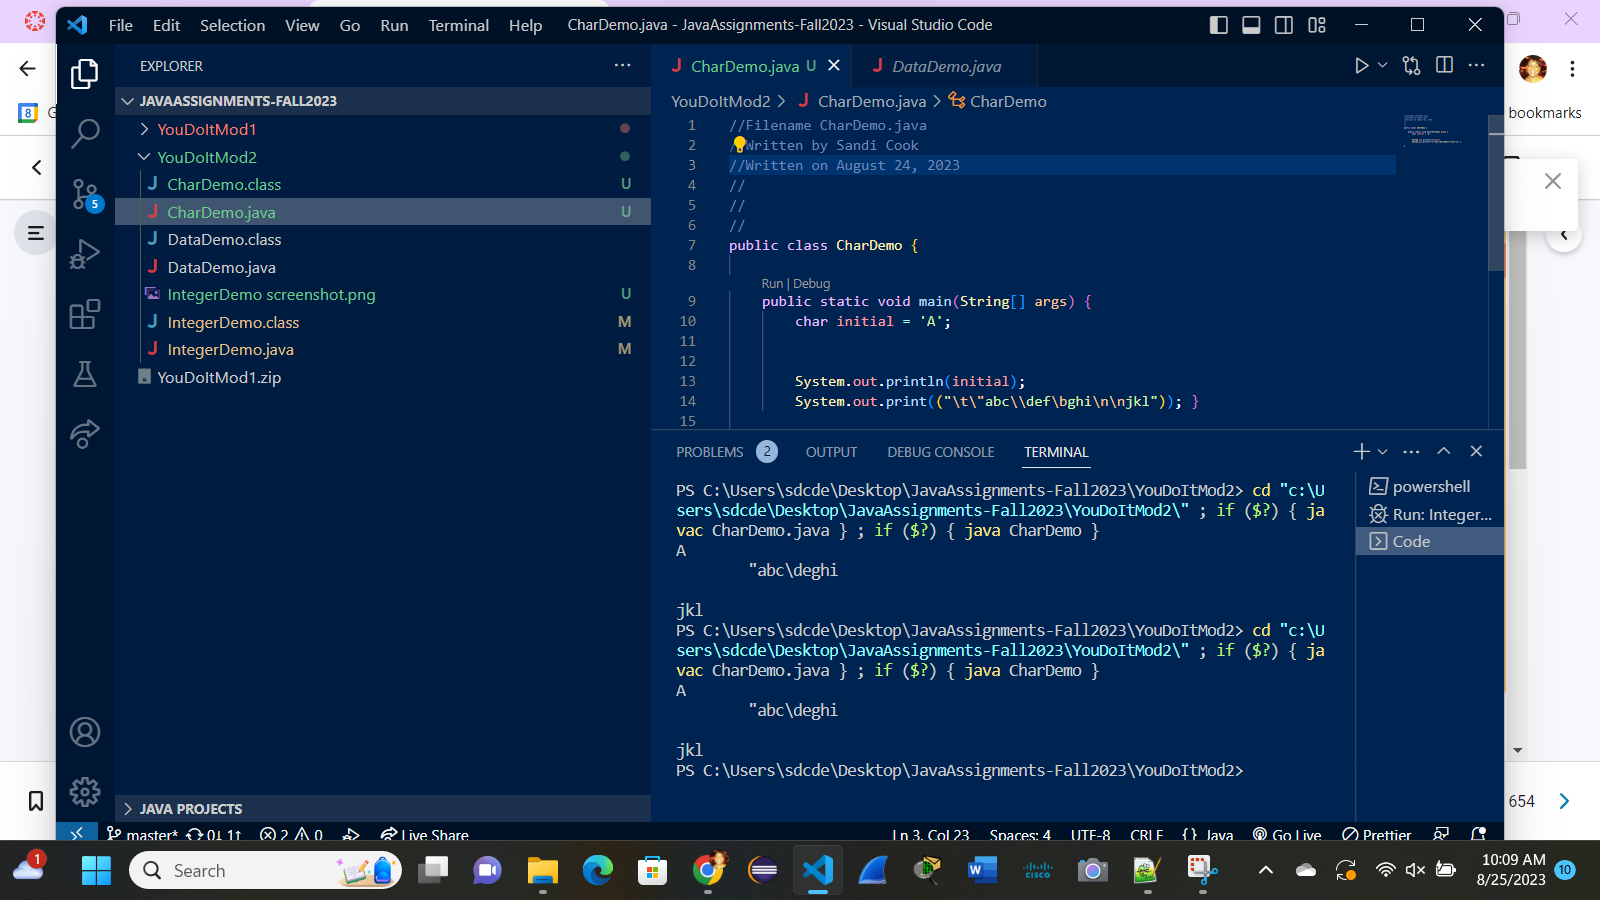 File Edit Selection View Go Run Terminal Help CharDemo.java - JavaAssignments-Fall2023 - Visual Studio Code
EXPLORER
CharDemo.java U DataDemo.java
JAVAASSIGNMENTS-FALL2023
YouDoItMod2 > CharDemo.java > CharDemo
8
G
bookmarks
YouDoItMod1
YouDoItMod2
CharDemo.class U
CharDemo.java U
DataDemo.class
DataDemo.java
IntegerDemo screenshot.png U
IntegerDemo.class M
IntegerDemo.java M
YouDoItMod1.zip
5
1 //Filename CharDemo.java
2 Written by Sandi Cook
3 //Written on August 24, 2023
4 //
5 //
6 //
7 public class CharDemo {
8
Run | Debug
9 public static void main(String[] args) {
10 char initial = 'A';
11
12
13 System.out.println(initial);
14 System.out.print(("\t\"abc\\def\bghi\n\njkl")); }
15
PROBLEMS 2 OUTPUT DEBUG CONSOLE TERMINAL
powershell
Run: Integer...
Code
PS C:\Users\sdcde\Desktop\JavaAssignments-Fall2023\YouDoItMod2> cd "c:\U
sers\sdcde\Desktop\JavaAssignments-Fall2023\YouDoItMod2\" ; if ($?) { ja
vac CharDemo.java } ; if ($?) { java CharDemo }
A
"abc\deghi
jkl
PS C:\Users\sdcde\Desktop\JavaAssignments-Fall2023\YouDoItMod2> cd "c:\U
sers\sdcde\Desktop\JavaAssignments-Fall2023\YouDoItMod2\" ; if ($?) { ja
vac CharDemo.java } ; if ($?) { java CharDemo }
A
"abc\deghi
jkl
PS C:\Users\sdcde\Desktop\JavaAssignments-Fall2023\YouDoItMod2>
JAVA PROJECTS
654
master* 0↓ 1↑ 2 0 Live Share Ln 3, Col 23 Spaces: 4 UTF-8 CRLF {} Java Go Live Prettier
1
Search
CISCO
10:09 AM
8/25/2023
10